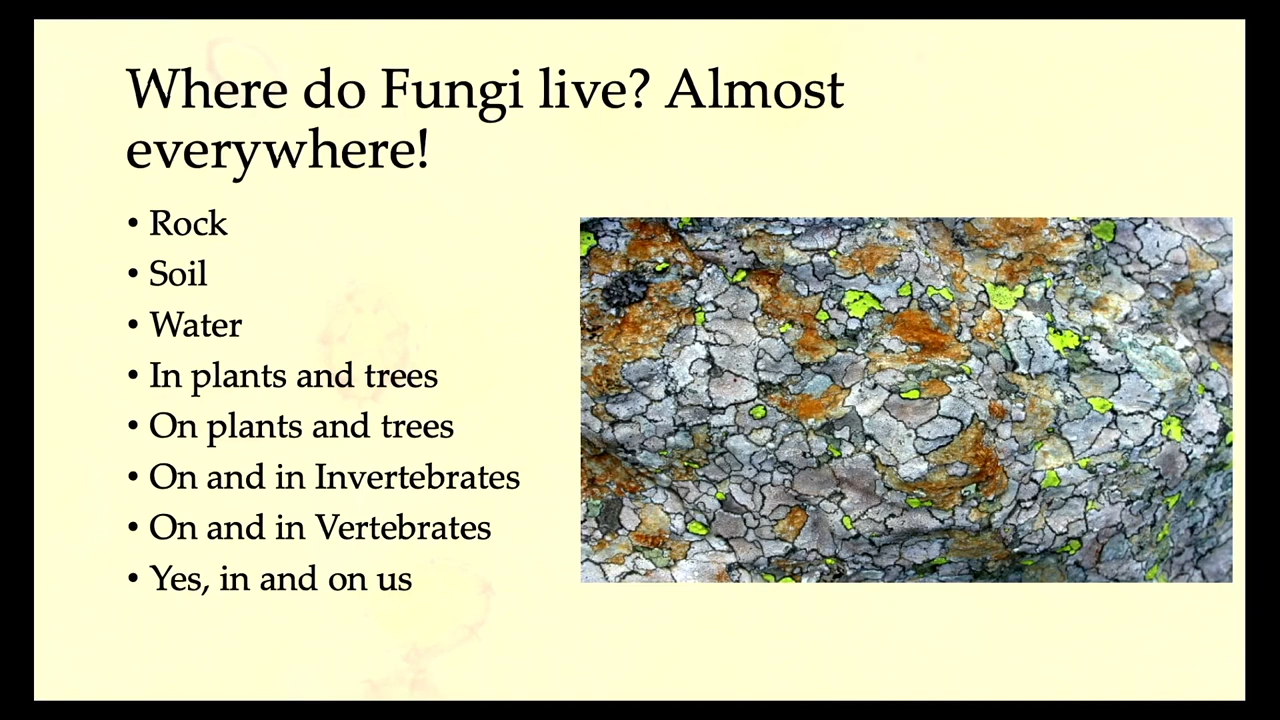 Where do Fungi live? Almost
everywhere!
• Rock
• Soil
• Water
• In plants and trees
• On plants and trees
• On and in Invertebrates
• On and in Vertebrates
• Yes, in and on us